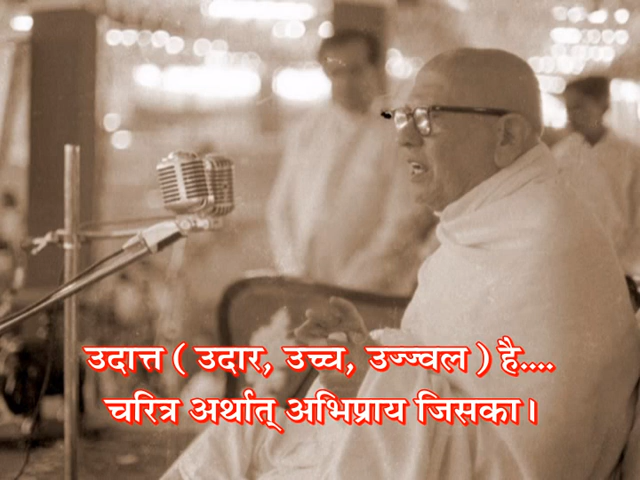 उदात्त ( उदार, उच्च, उज्ज्वल ) है....
चरित्र अर्थात् अभिप्राय जिसका।